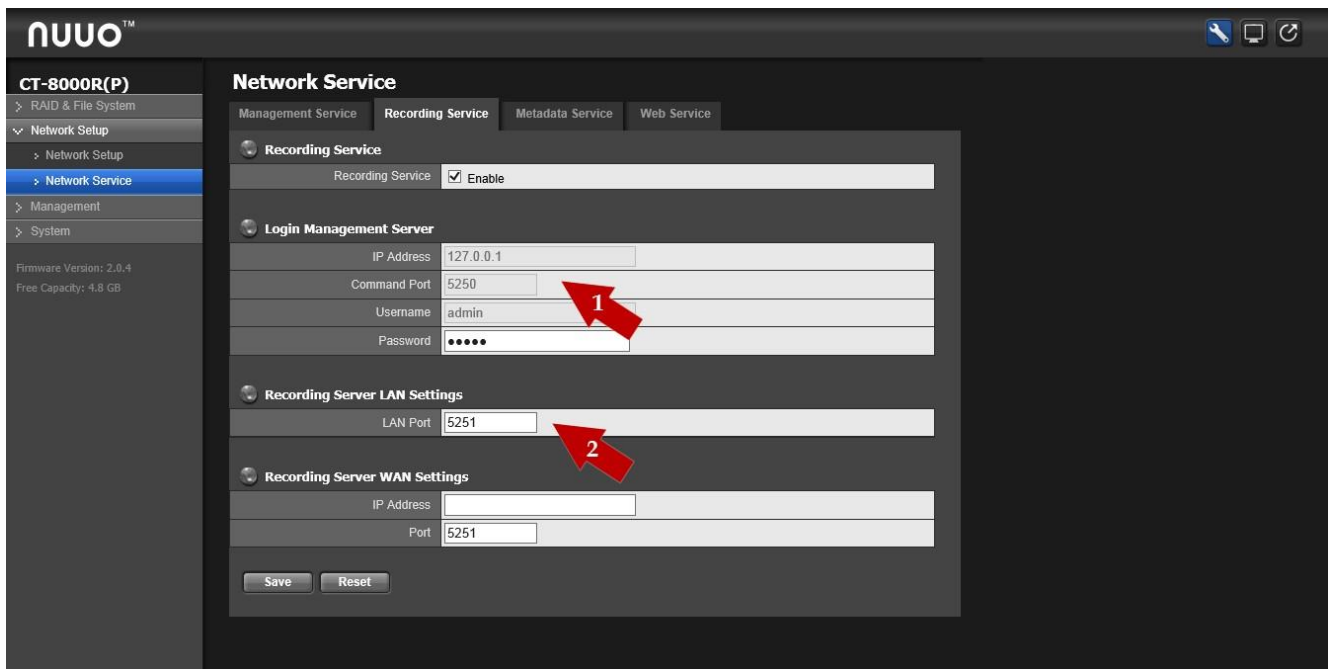 nuuo™
CT-8000R(P)
> RAID & File System
Network Setup
> Network Setup
> Network Service
> Management
> System
Firmware Version: 2.0.4
Free Capacity: 4.8 GB
Network Service
Management Service Recording Service Metadata Service Web Service
Recording Service
Recording Service Enable
Login Management Server
IP Address 127.0.0.1
Command Port 5250
1
Username admin
Password •••••
Recording Server LAN Settings
LAN Port 5251
2
Recording Server WAN Settings
IP Address
Port 5251
Save Reset